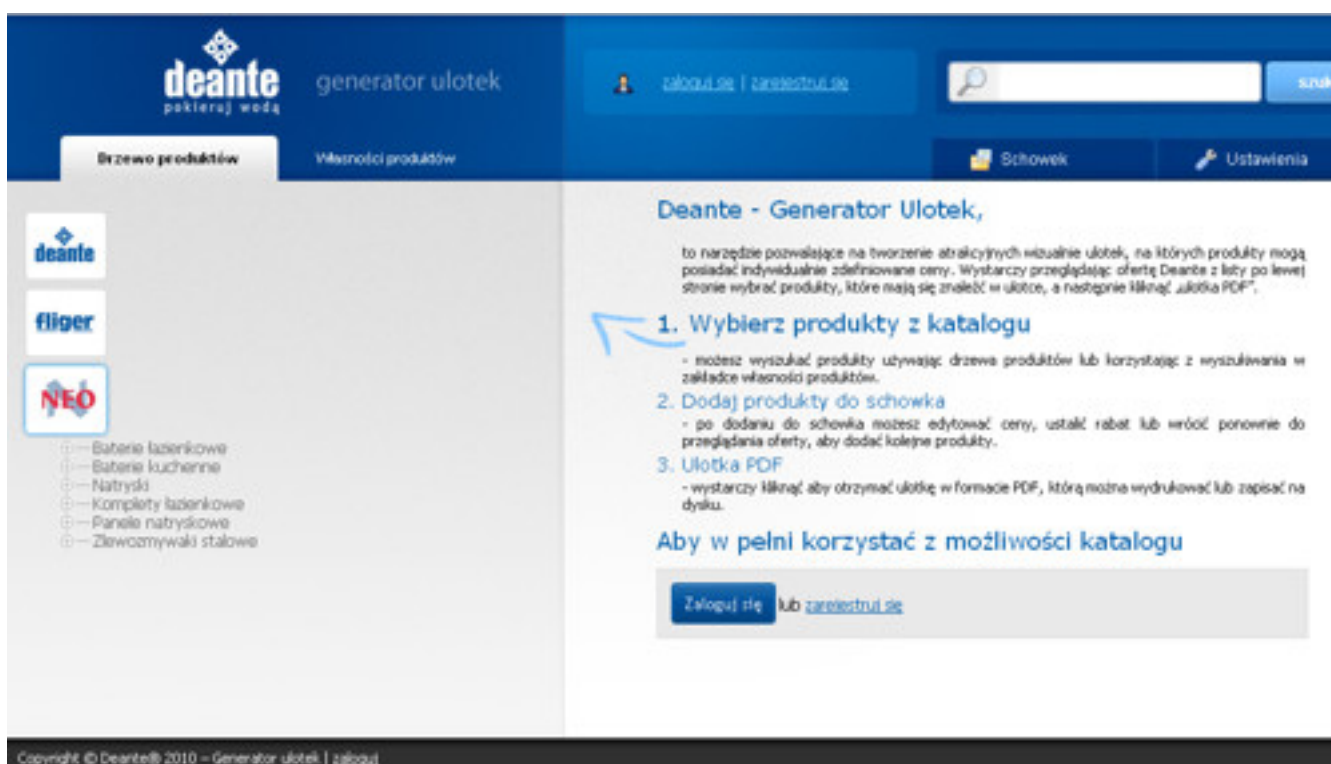 deante
pokieruj wodą
generator ulotek
zaloguj się | zarejestruj się
szuk
Drzewo produktów
Własności produktów
Schowek
Ustawienia
deante
fliger
NEO
Baterie łazienkowe
Baterie kuchenne
Natryski
Komplety łazienkowe
Panele natryskowe
Zlewozmywaki stalowe
Deante - Generator Ulotek,
to narzędzie pozwalające na tworzenie atrakcyjnych wizualnie ulotek, na których produkty mogą
posiadać indywidualnie zdefiniowane ceny. Wystarczy przeglądając ofertę Deante z listy po lewej
stronie wybrać produkty, które mają się znaleźć w ulotce, a następnie kliknąć „ulotka PDF”.
1. Wybierz produkty z katalogu
- możesz wyszukać produkty używając drzewa produktów lub korzystając z wyszukiwania w
zakładce własności produktów.
2. Dodaj produkty do schowka
- po dodaniu do schowka możesz edytować ceny, ustalić rabat lub wrócić ponownie do
przeglądania oferty, aby dodać kolejne produkty.
3. Ulotka PDF
- wystarczy kliknąć aby otrzymać ulotkę w formacie PDF, którą można wydrukować lub zapisać na
dysku.
Aby w pełni korzystać z możliwości katalogu
Zaloguj się lub zarejestruj się
Copyright © Deante® 2010 – Generator ulotek | zaloguj